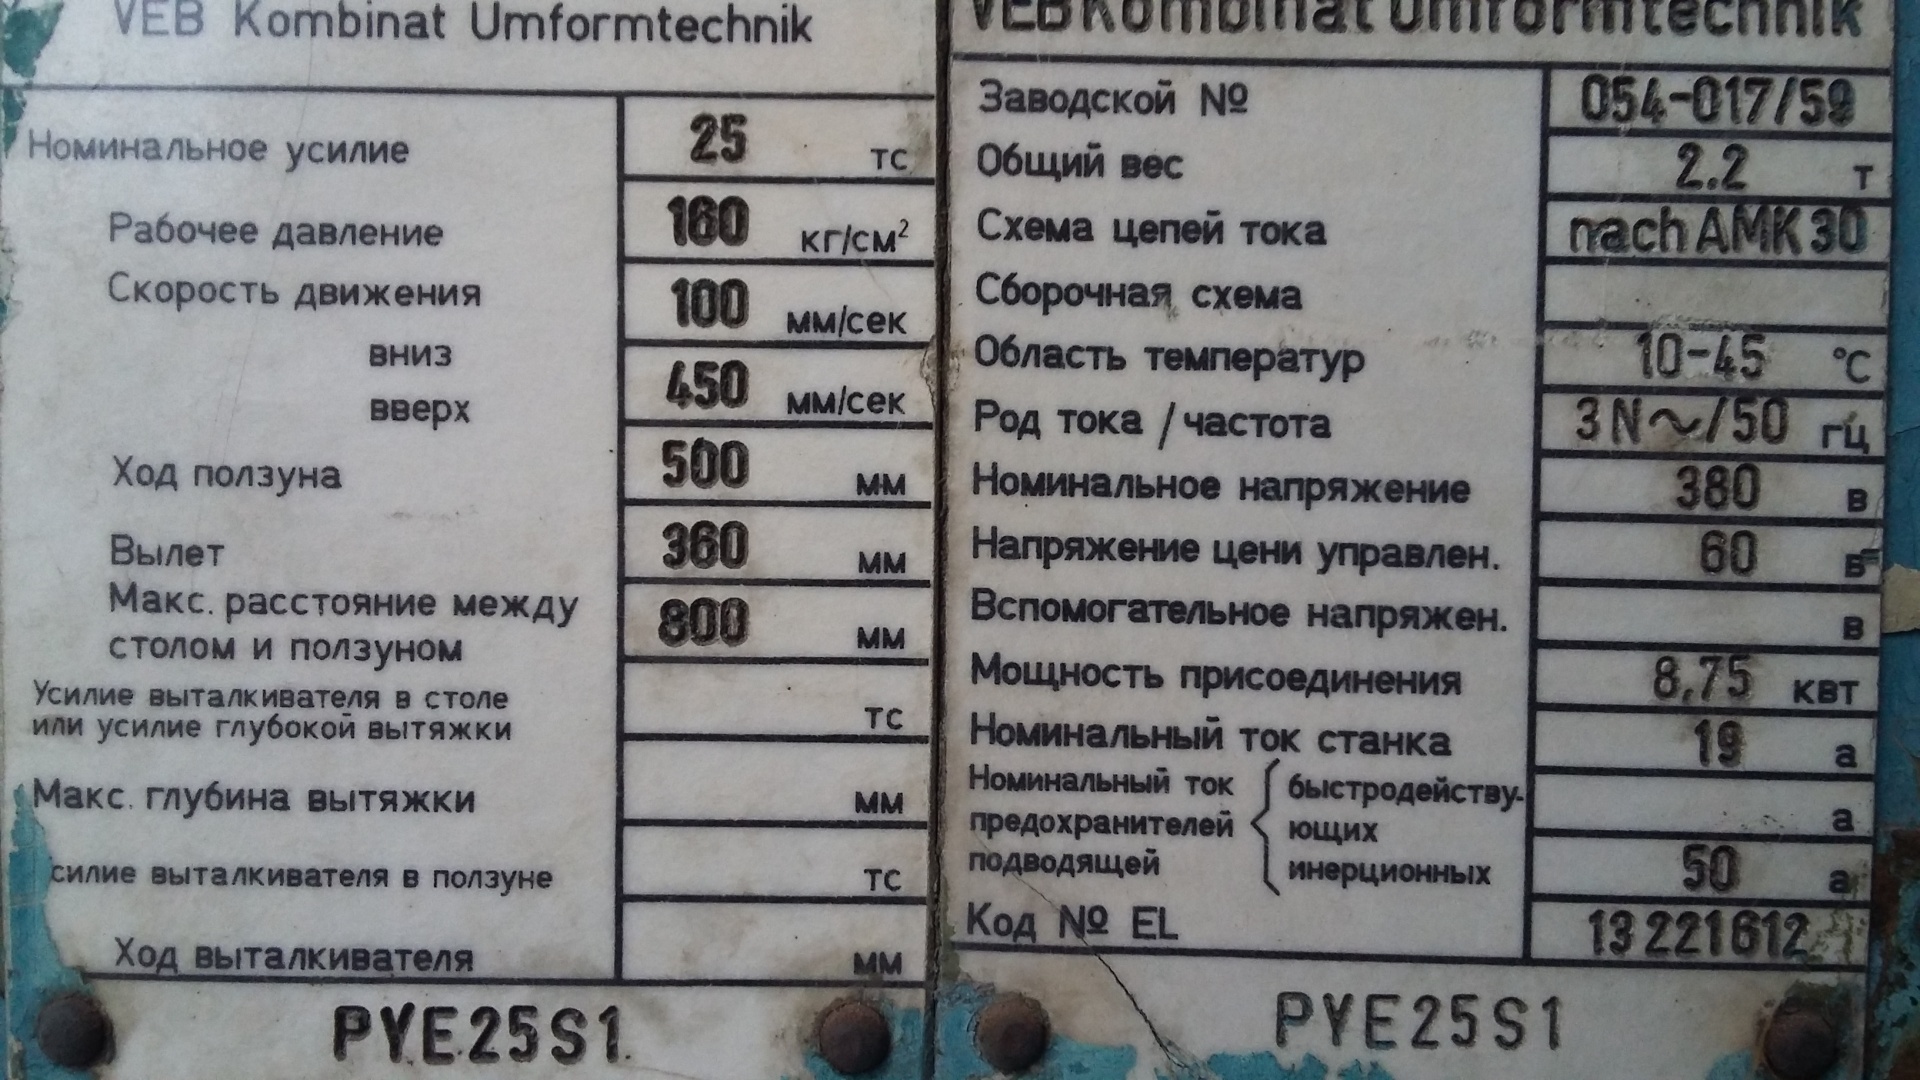 VEB Kombinat Umformtechnik
Номинальное усилие 25 тс
Рабочее давление 160 кг/см²
Скорость движения 100 мм/сек
вниз
вверх 450 мм/сек
Ход ползуна 500 мм
Вылет 360 мм
Макс. расстояние между
столом и ползуном 800 мм
Усилие выталкивателя в столе
или усилие глубокой вытяжки тс
Макс. глубина вытяжки мм
силие выталкивателя в ползуне тс
Ход выталкивателя мм
PYE25S1
VEB Kombinat Umformtechnik
Заводской № 054-017/59
Общий вес 2.2 т
Схема цепей тока nach AMK 30
Сборочная схема
Область температур 10-45 °C
Род тока / частота 3N~/50 гц
Номинальное напряжение 380 в
Напряжение цени управлен. 60 в=
Вспомогательное напряжен. в
Мощность присоединения 8,75 квт
Номинальный ток станка 19 а
Номинальный ток быстродейству-
предохранителей ющих а
подводящей инерционных 50 а
Код № EL 13221612
PYE25S1